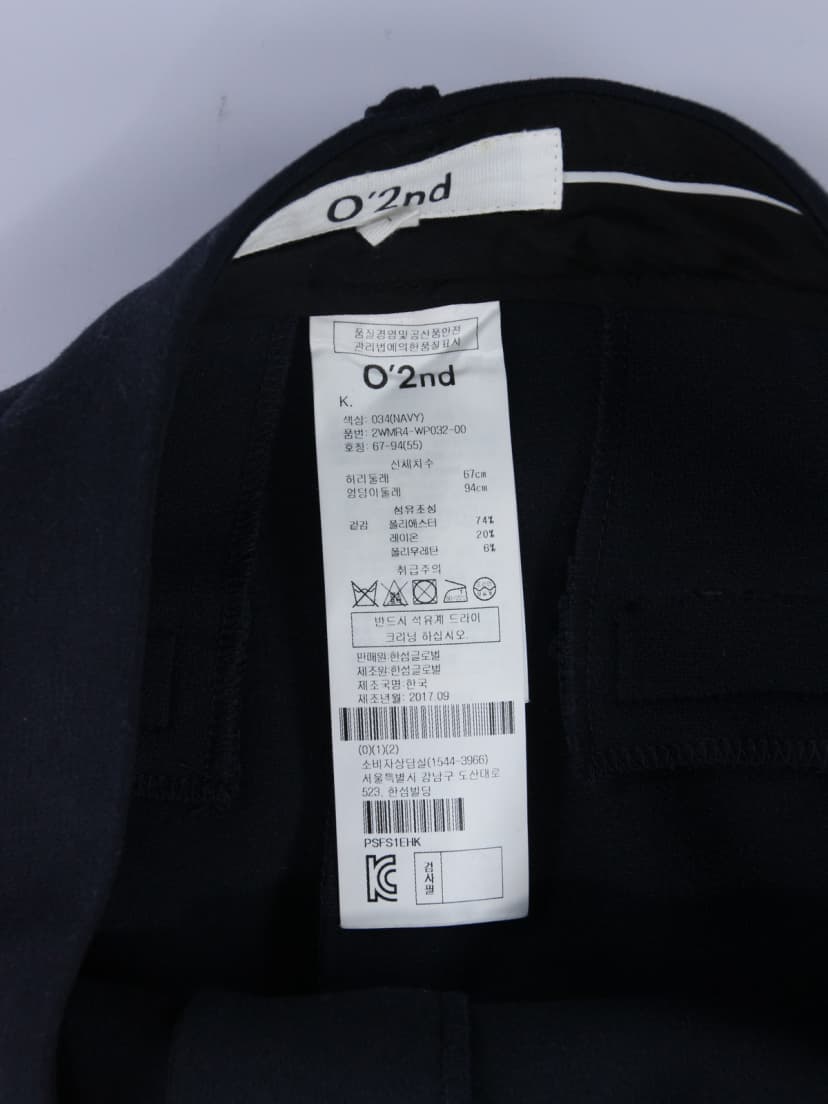 O'2nd
품질경영및공산품안전
관리법에의한품질표시
O'2nd
K.
색상: 034(NAVY)
품번: 2WMR4-WP032-00
호칭: 67-94(55)
신체치수
허리둘레 67cm
엉덩이둘레 94cm
섬유조성
겉감 폴리에스터 74%
레이온 20%
폴리우레탄 6%
취급주의
반드시 석유계 드라이
크리닝 하십시오.
판매원:한섬글로벌
제조원:한섬글로벌
제조국명:한국
제조년월: 2017.09
(0)(1)(2)
소비자상담실(1544-3966)
서울특별시 강남구 도산대로
523, 한섬빌딩
PSFS1EHK
검사필